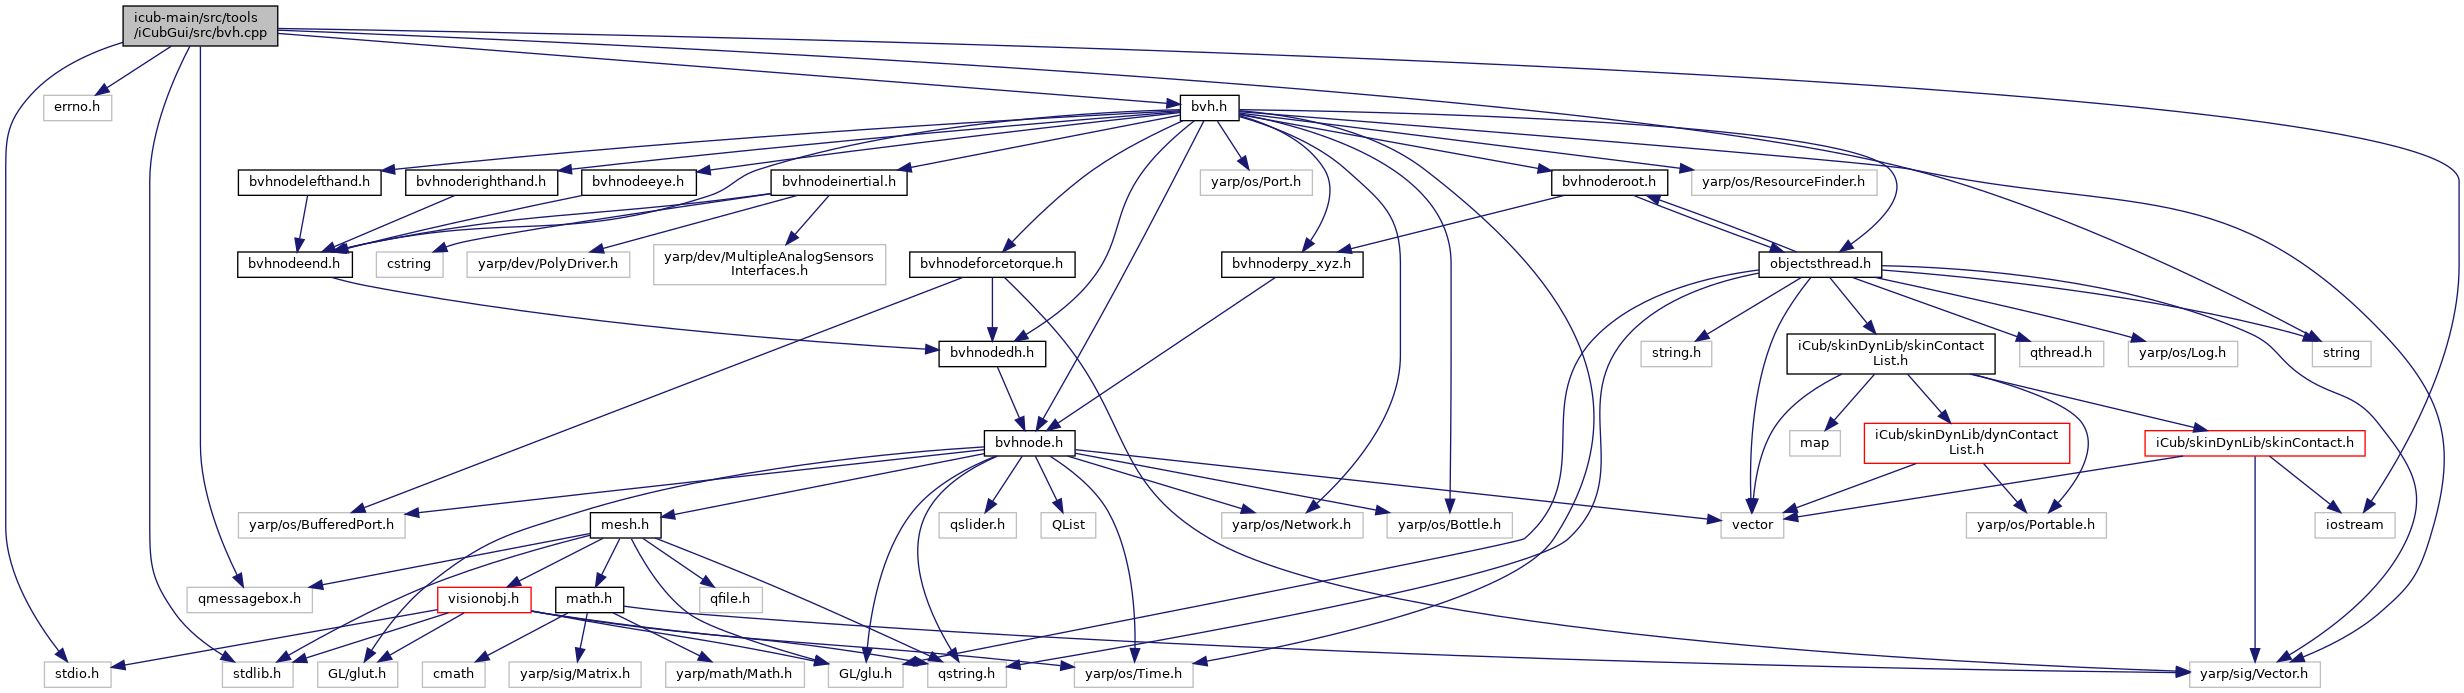 icub-main/src/tools
/iCubGui/src/bvh.cpp
errno.h
bvh.h
bvhnodelefthand.h
bvhnoderighthand.h
bvhnodeeye.h
bvhnodeinertial.h
yarp/os/Port.h
bvhnoderoot.h
yarp/os/ResourceFinder.h
bvhnodeend.h
cstring
yarp/dev/PolyDriver.h
yarp/dev/MultipleAnalogSensors
Interfaces.h
bvhnodeforcetorque.h
bvhnoderpy_xyz.h
objectsthread.h
bvhnodedh.h
string.h
iCub/skinDynLib/skinContact
List.h
qthread.h
yarp/os/Log.h
string
bvhnode.h
map
iCub/skinDynLib/dynContact
List.h
iCub/skinDynLib/skinContact.h
yarp/os/BufferedPort.h
mesh.h
qslider.h
QList
yarp/os/Network.h
yarp/os/Bottle.h
vector
yarp/os/Portable.h
iostream
qmessagebox.h
visionobj.h
math.h
qfile.h
stdio.h
stdlib.h
GL/glut.h
cmath
yarp/sig/Matrix.h
yarp/math/Math.h
GL/glu.h
qstring.h
yarp/os/Time.h
yarp/sig/Vector.h